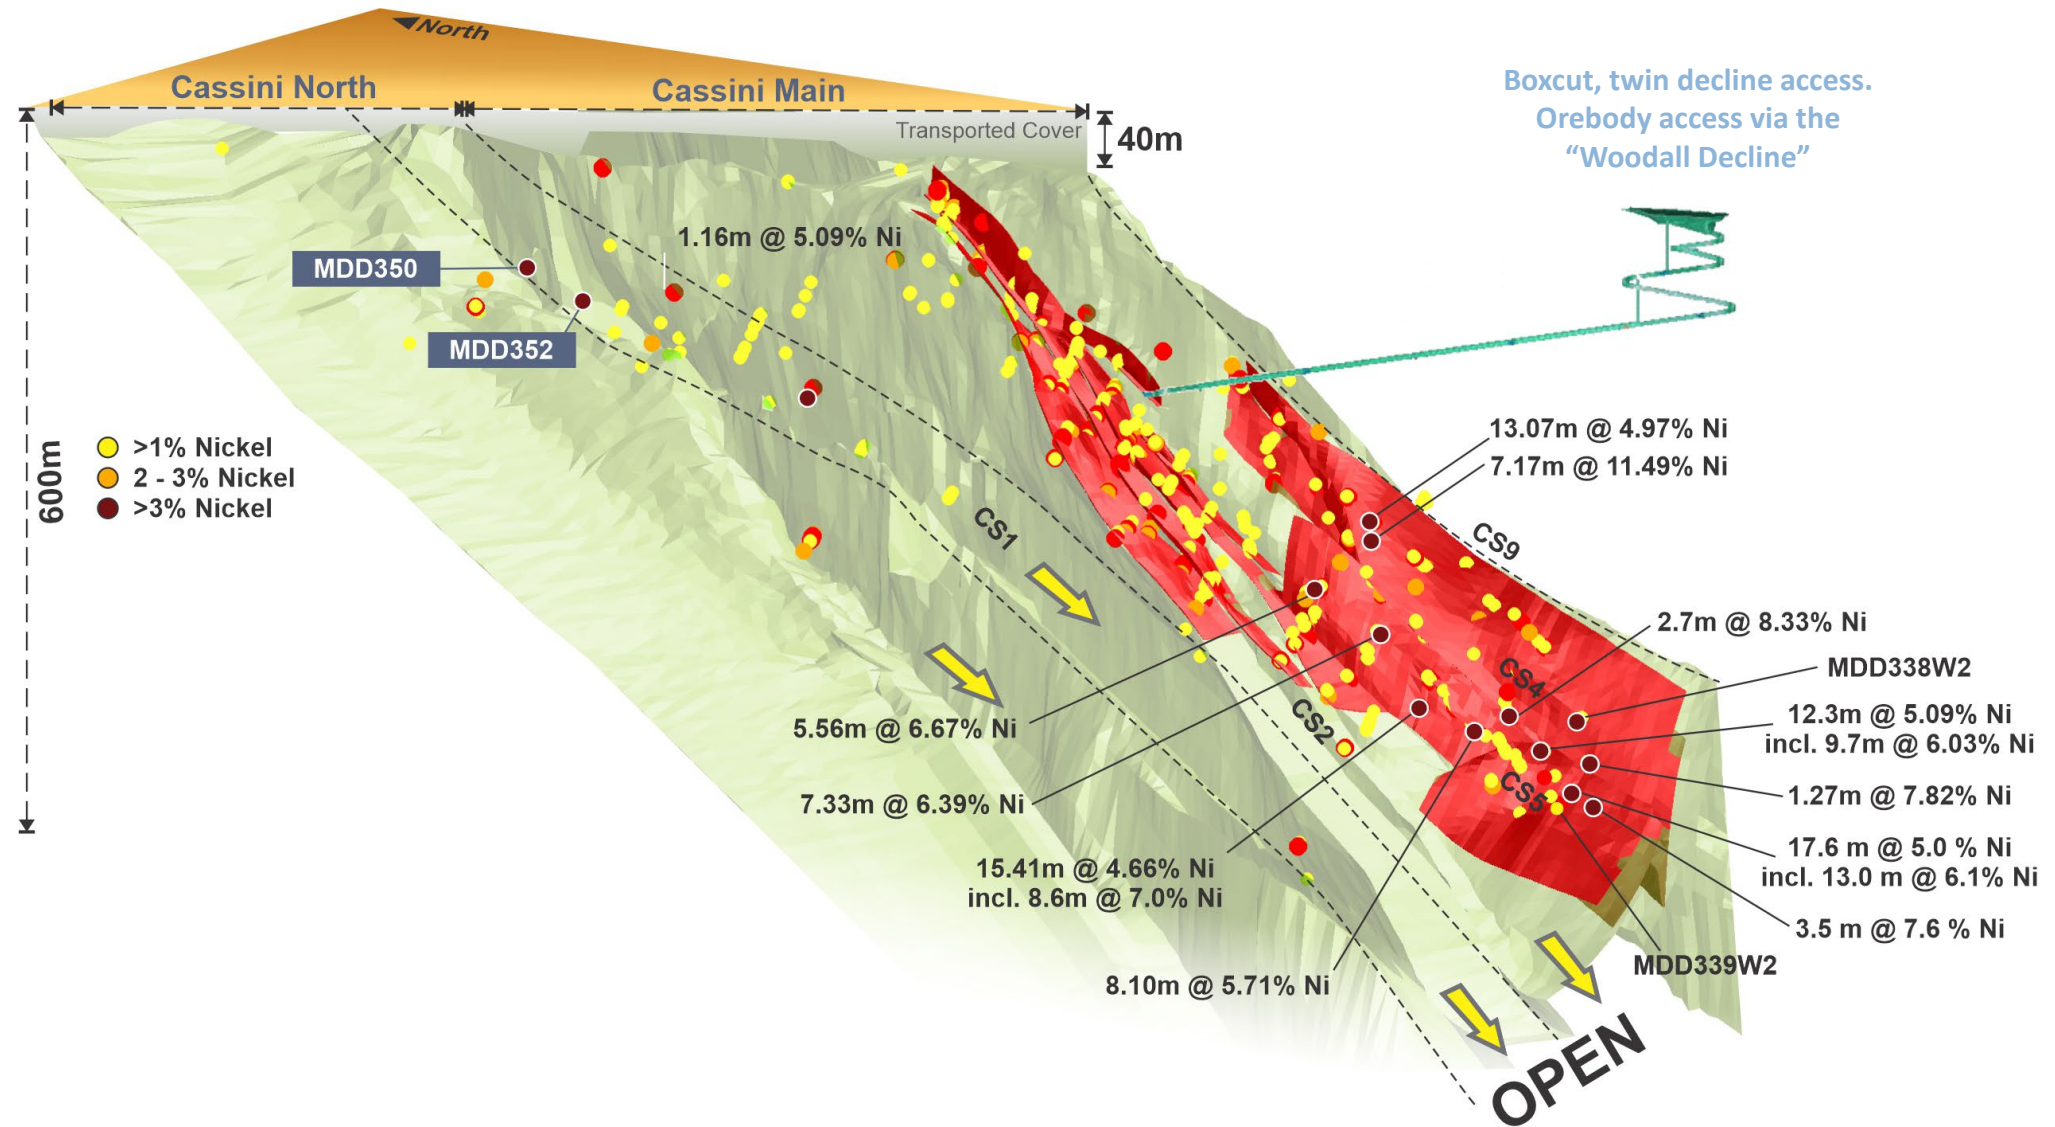 North
Cassini North
Cassini Main
Transported Cover
40m
Boxcut, twin decline access.
Orebody access via the
“Woodall Decline”
1.16m @ 5.09% Ni
MDD350
MDD352
600m
>1% Nickel
2 - 3% Nickel
>3% Nickel
13.07m @ 4.97% Ni
7.17m @ 11.49% Ni
CS1
CS9
2.7m @ 8.33% Ni
CS4
MDD338W2
CS2
12.3m @ 5.09% Ni
incl. 9.7m @ 6.03% Ni
5.56m @ 6.67% Ni
CS5
1.27m @ 7.82% Ni
7.33m @ 6.39% Ni
17.6 m @ 5.0 % Ni
incl. 13.0 m @ 6.1% Ni
15.41m @ 4.66% Ni
incl. 8.6m @ 7.0% Ni
3.5 m @ 7.6 % Ni
MDD339W2
8.10m @ 5.71% Ni
OPEN